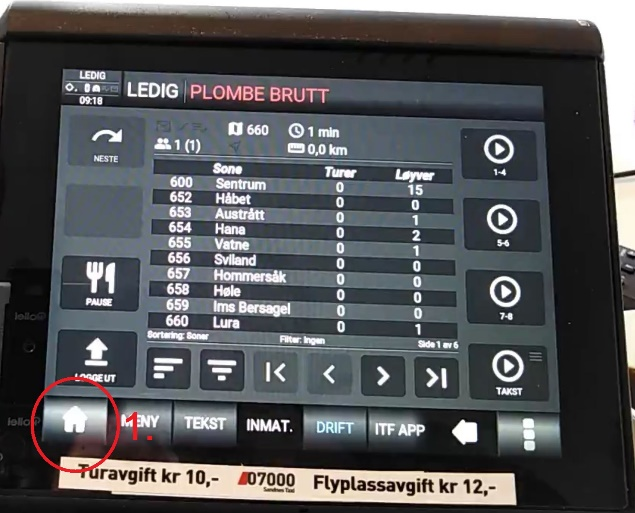 LEDIG
09:18
LEDIG PLOMBE BRUTT
NESTE
660 1 min
1 (1) 0,0 km
1-4
Sone Turer Løyver
600 Sentrum 0 15
652 Håbet 0 0
653 Austrått 0 1
654 Hana 0 2
655 Vatne 0 1
656 Sviland 0 0
657 Hommersåk 0 0
658 Høle 0 0
659 Ims Bersagel 0 0
660 Lura 0 1
5-6
PAUSE
7-8
Sortering: Soner Filter: Ingen Side 1 av 6
LOGGE UT
TAKST
1.
MENY TEKST INMAT. DRIFT ITF APP
Turavgift kr 10,- 07000 Flyplassavgift kr 12,-
Sandnes Taxi